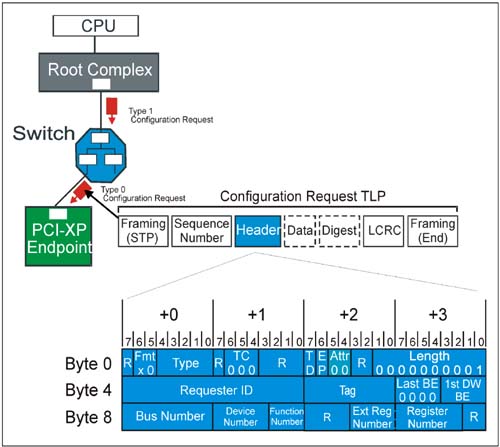 CPU
Root Complex
Type 1
Configuration Request
Switch
Type 0
Configuration Request
PCI-XP
Endpoint
Configuration Request TLP
Framing
(STP)
Sequence
Number
Header
Data
Digest
LCRC
Framing
(End)
+0 +1 +2 +3
7 6 5 4 3 2 1 0 7 6 5 4 3 2 1 0 7 6 5 4 3 2 1 0 7 6 5 4 3 2 1 0
Byte 0
R
Fmt
x 0
Type
R
TC
0 0 0
R
T
D
E
P
Attr
0 0
R
Length
0 0 0 0 0 0 0 0 0 1
Byte 4
Requester ID
Tag
Last BE
0 0 0 0
1st DW
BE
Byte 8
Bus Number
Device
Number
Function
Number
R
Ext Reg
Number
Register
Number
R